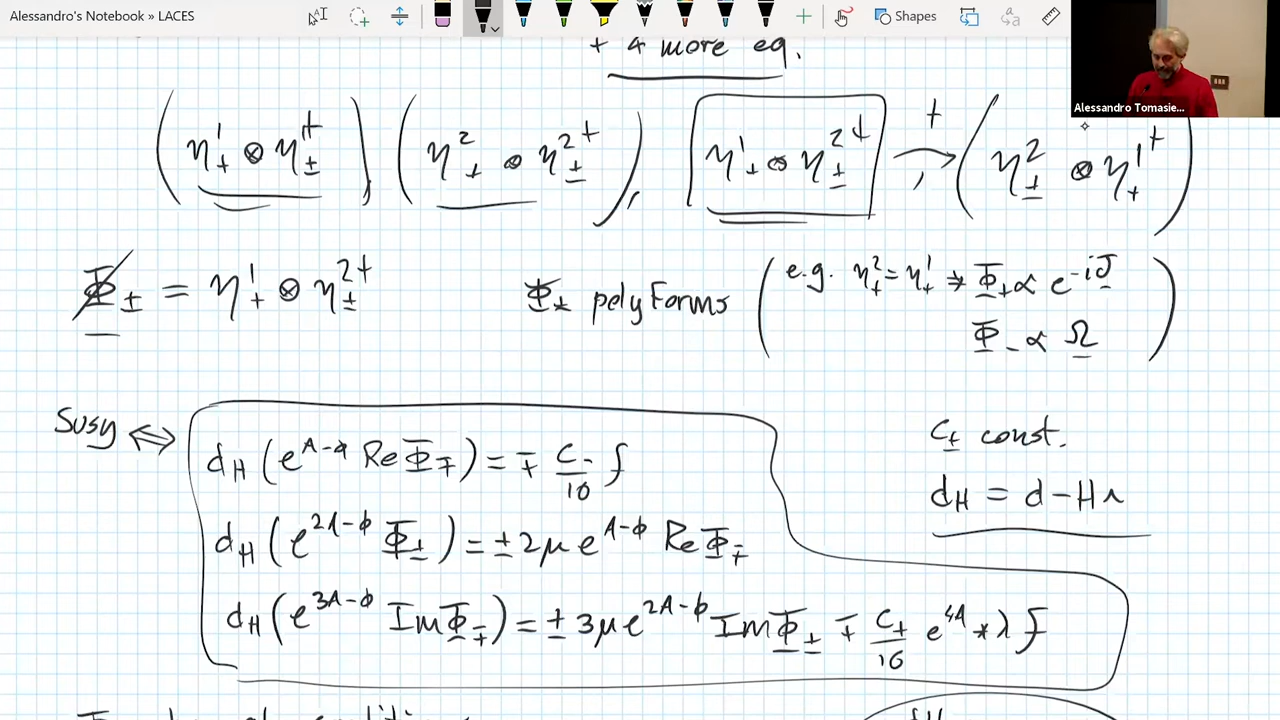 Alessandro's Notebook » LACES
Shapes
Alessandro Tomasie...
+ 4 more eq.
(η¹₊ ⊗ η¹†±) (η²₊ ⊗ η²†±), η¹₊ ⊗ η²†± †→, (η²± ⊗ η¹†₊)
Φ̸± = η¹₊ ⊗ η²†± Φ± polyforms (e.g. η²₊ = η¹₊ ⇒ Φ₊ ∝ e^{-iJ}
Φ₋ ∝ Ω)
Susy ⇔
d_H (e^{A-φ} Re Φ∓) = ∓ c₋/16 f
d_H (e^{2A-φ} Φ±) = ±2μ e^{A-φ} Re Φ∓
d_H (e^{3A-φ} Im Φ∓) = ±3μ e^{2A-φ} Im Φ± ∓ c₊/16 e^{4A} ⋆λ f
c± const.
d_H = d - H∧